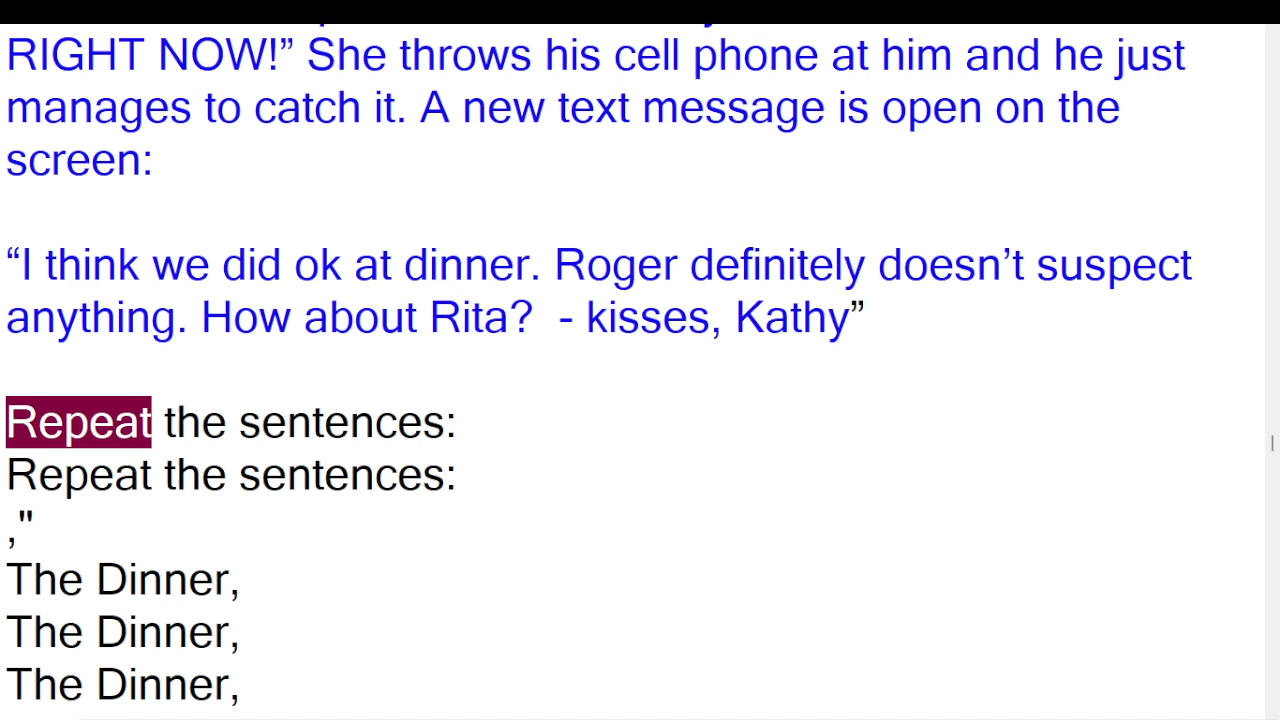 RIGHT NOW!” She throws his cell phone at him and he just
manages to catch it. A new text message is open on the
screen:
“I think we did ok at dinner. Roger definitely doesn’t suspect
anything. How about Rita?  - kisses, Kathy”
Repeat the sentences:
Repeat the sentences:
,"
The Dinner,
The Dinner,
The Dinner,